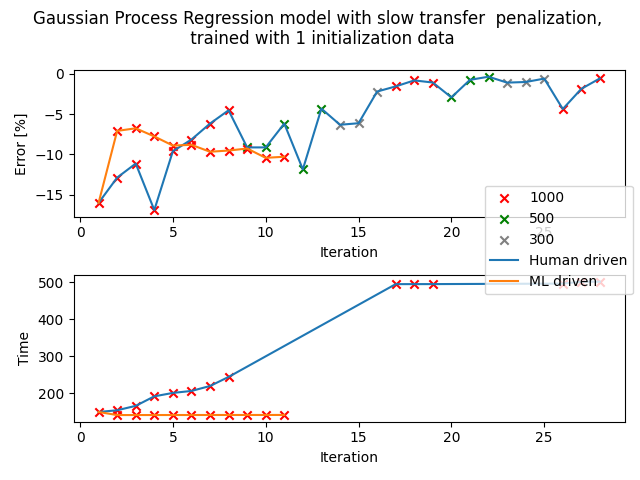 Gaussian Process Regression model with slow transfer  penalization,
trained with 1 initialization data
Error [%]
0
−5
−10
−15
0 5 10 15 20 25
Iteration
1000
500
300
Human driven
ML driven
Time
500
400
300
200
0 5 10 15 20 25
Iteration